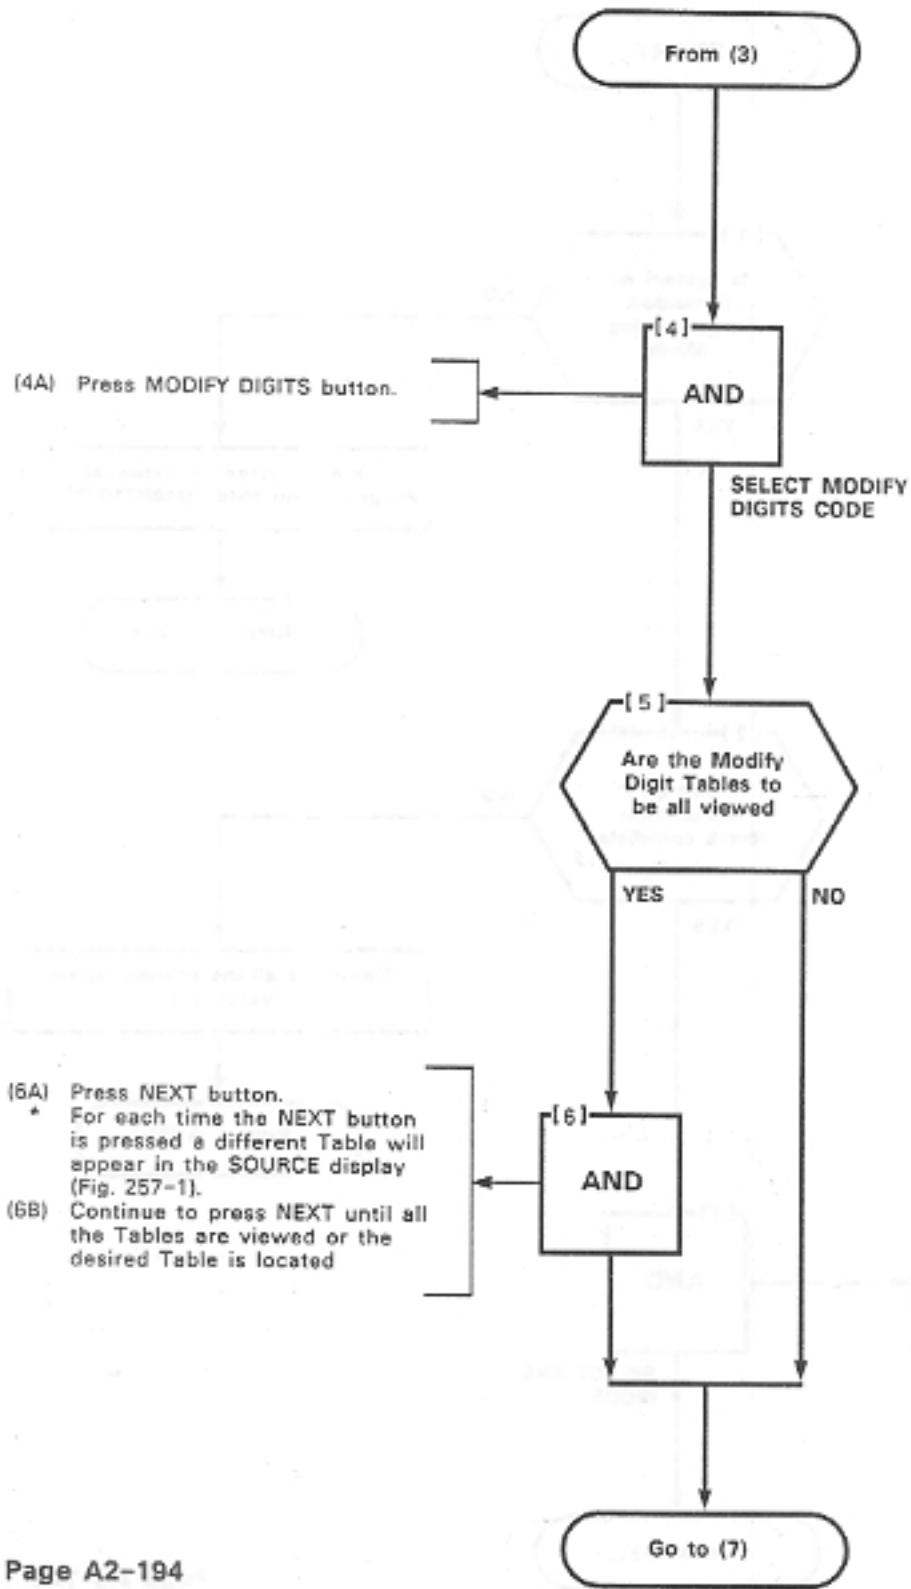 From (3)
[4]
(4A) Press MODIFY DIGITS button.
AND
SELECT MODIFY
DIGITS CODE
[5]
Are the Modify
Digit Tables to
be all viewed
YES
NO
(6A) Press NEXT button.
* For each time the NEXT button
is pressed a different Table will
appear in the SOURCE display
(Fig. 257-1).
(6B) Continue to press NEXT until all
the Tables are viewed or the
desired Table is located
[6]
AND
Go to (7)
Page A2-194